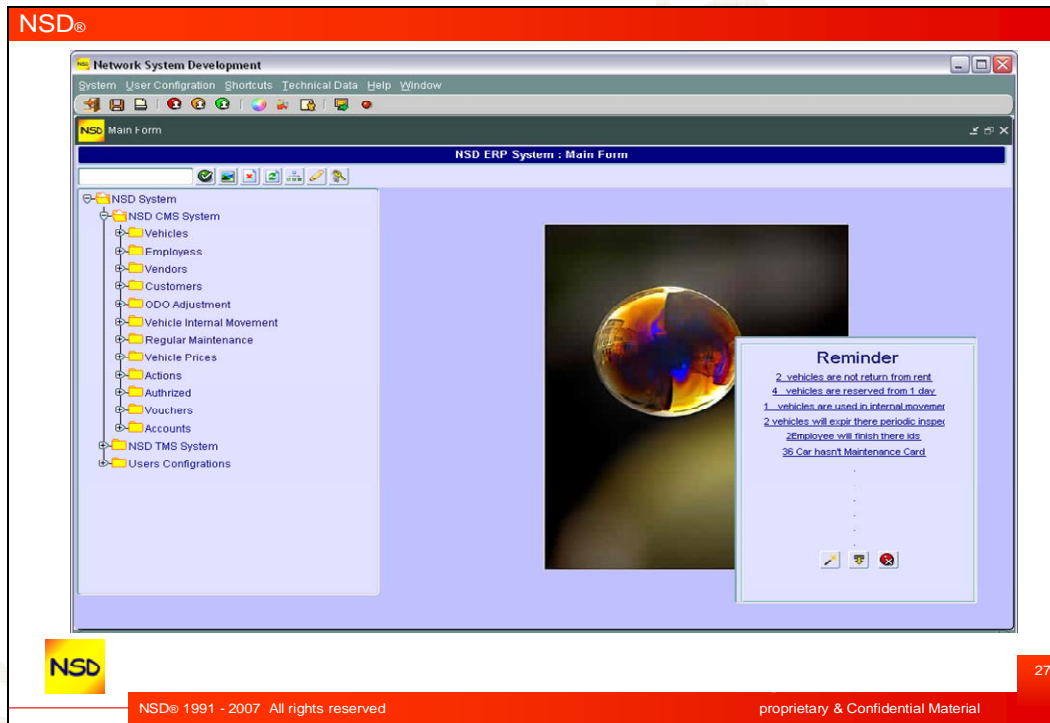 NSD®
Network System Development
System User Configration Shortcuts Technical Data Help Window
NSD Main Form
NSD ERP System : Main Form
NSD System
NSD CMS System
Vehicles
Employess
Vendors
Customers
ODO Adjustment
Vehicle Internal Movement
Regular Maintenance
Vehicle Prices
Actions
Authrized
Vouchers
Accounts
NSD TMS System
Users Configrations
Reminder
2 vehicles are not return from rent
4 vehicles are reserved from 1 day
1 vehicles are used in internal movemer
2 vehicles will expir there periodic inspec
2Employee will finish there ids
36 Car hasn't Maintenance Card
NSD
27
NSD® 1991 - 2007 All rights reserved
proprietary & Confidential Material